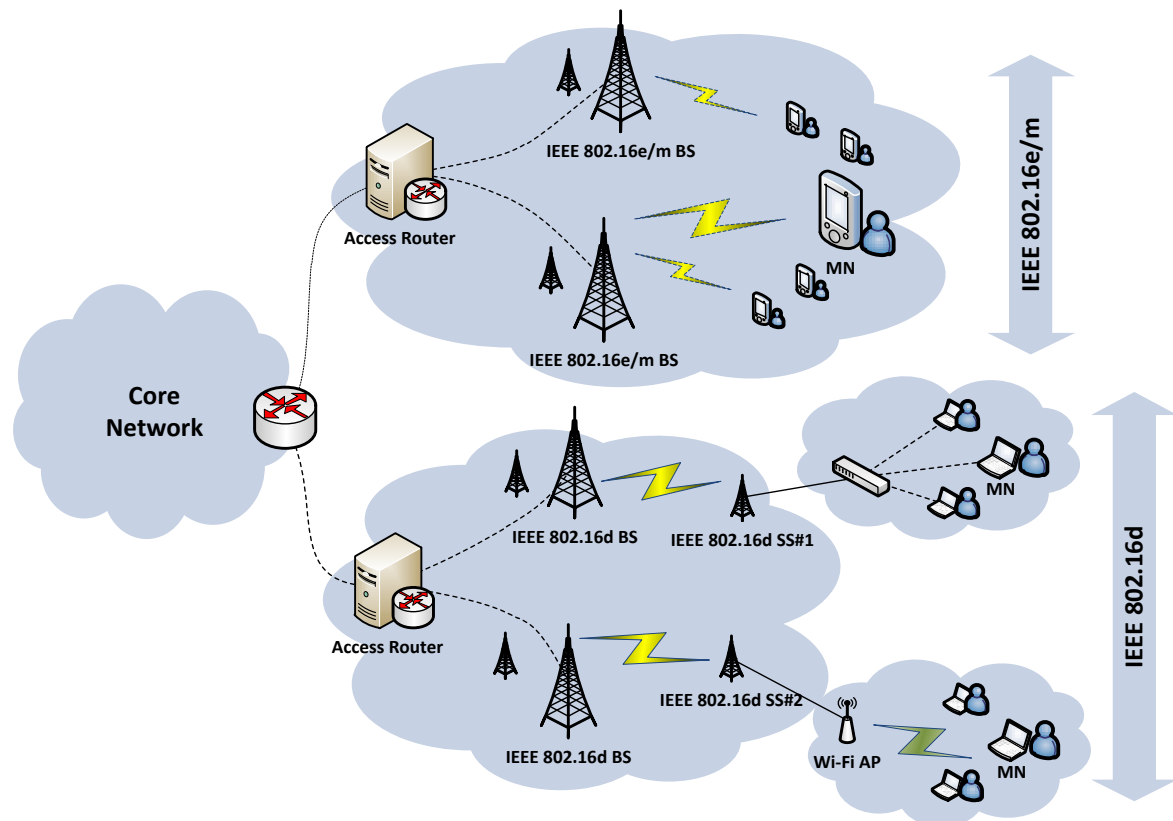 IEEE 802.16e/m BS
Access Router
MN
IEEE 802.16e/m BS
IEEE 802.16e/m
Core
Network
IEEE 802.16d BS
IEEE 802.16d SS#1
MN
Access Router
IEEE 802.16d SS#2
IEEE 802.16d BS
Wi-Fi AP
MN
IEEE 802.16d